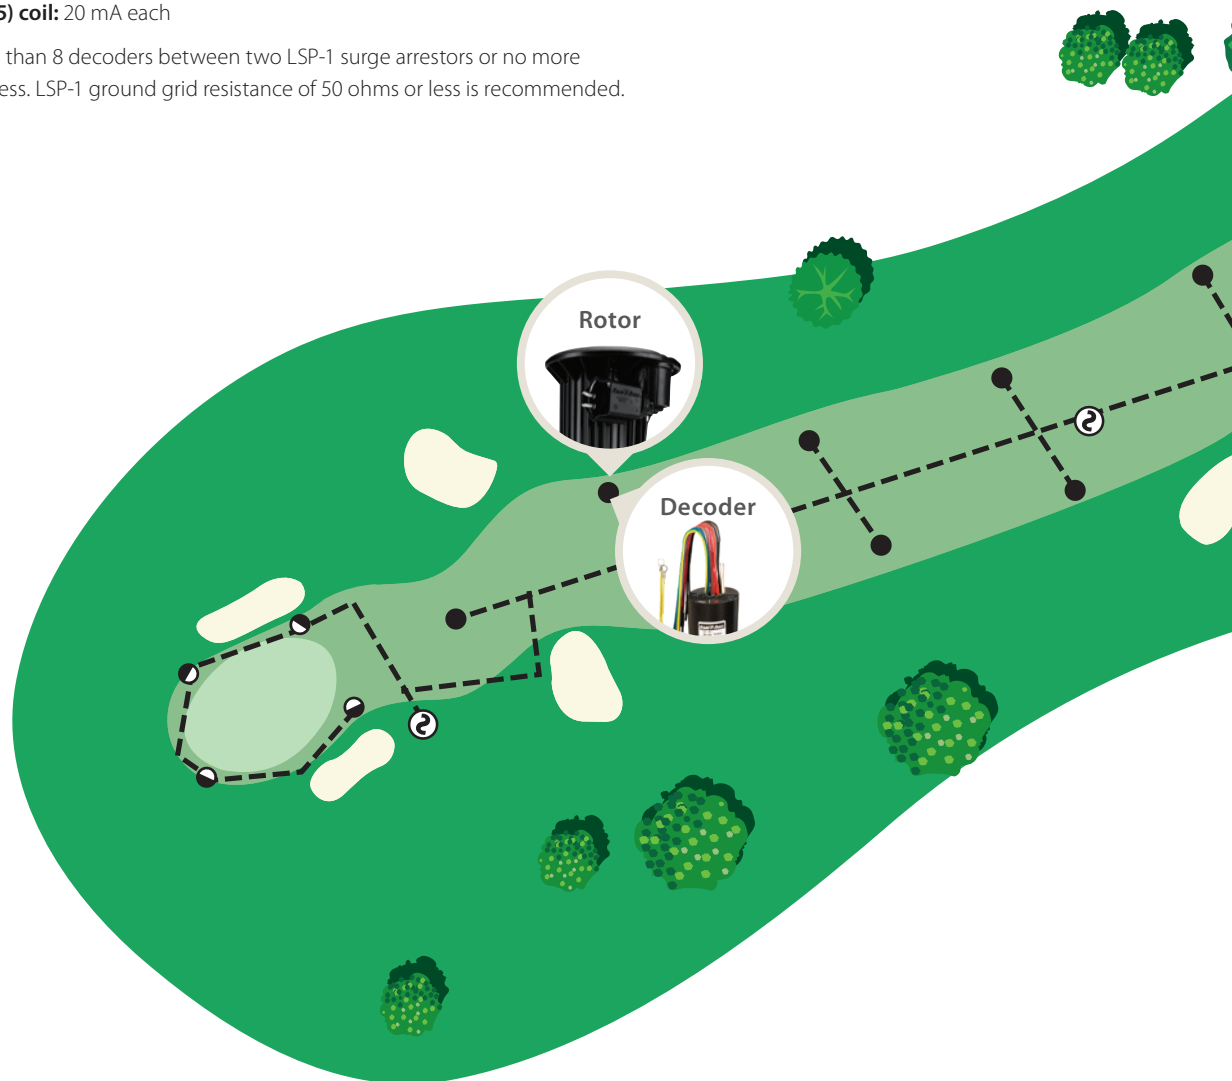 5) coil: 20 mA each
than 8 decoders between two LSP-1 surge arrestors or no more
ess. LSP-1 ground grid resistance of 50 ohms or less is recommended.
Rotor
Decoder